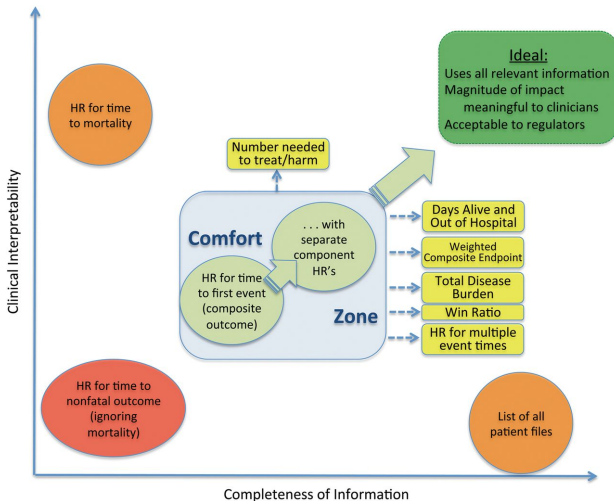 Clinical Interpretability
HR for time
to mortality
Ideal:
Uses all relevant information
Magnitude of impact
meaningful to clinicians
Acceptable to regulators
Number needed
to treat/harm
Comfort
. . . with
separate
component
HR's
HR for time
to first event
(composite
outcome)
Zone
Days Alive and
Out of Hospital
Weighted
Composite Endpoint
Total Disease
Burden
Win Ratio
HR for multiple
event times
HR for time to
nonfatal outcome
(ignoring
mortality)
List of all
patient files
Completeness of Information